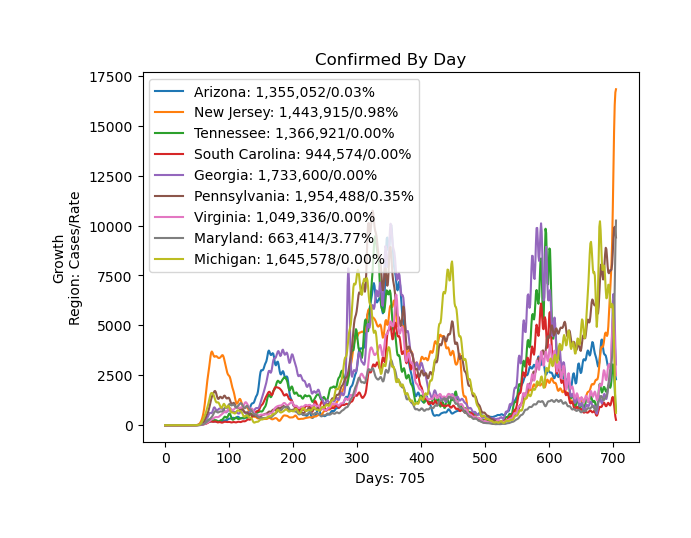 Confirmed By Day
17500
15000
12500
10000
7500
5000
2500
0
Growth
Region: Cases/Rate
Arizona: 1,355,052/0.03%
New Jersey: 1,443,915/0.98%
Tennessee: 1,366,921/0.00%
South Carolina: 944,574/0.00%
Georgia: 1,733,600/0.00%
Pennsylvania: 1,954,488/0.35%
Virginia: 1,049,336/0.00%
Maryland: 663,414/3.77%
Michigan: 1,645,578/0.00%
0 100 200 300 400 500 600 700
Days: 705